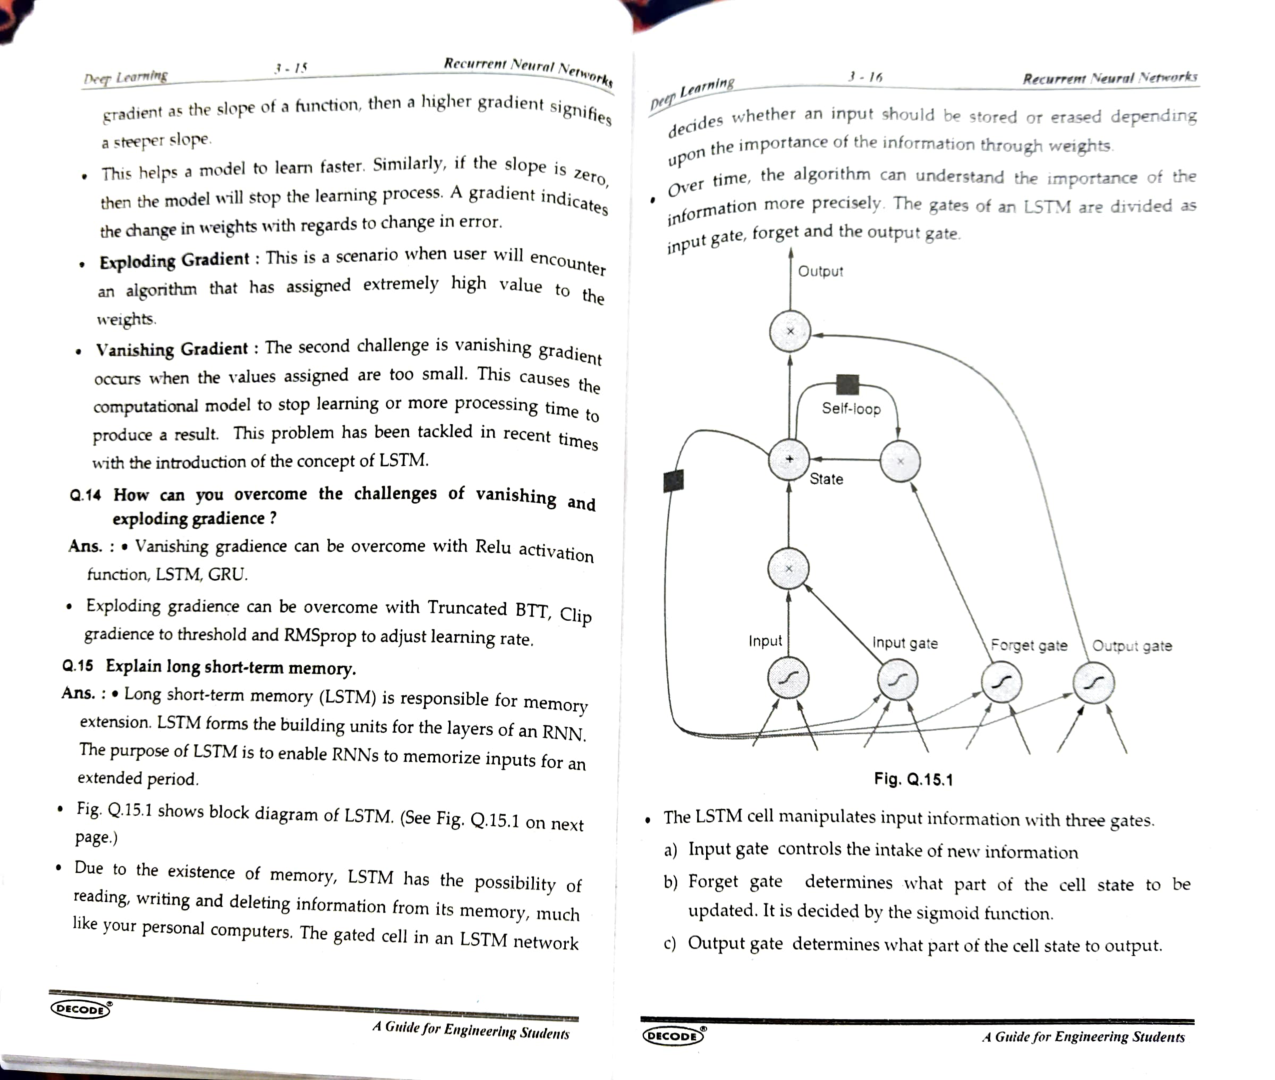 Deep Learning 3 - 15 Recurrent Neural Networks
gradient as the slope of a function, then a higher gradient signifies
a steeper slope.
• This helps a model to learn faster. Similarly, if the slope is zero,
then the model will stop the learning process. A gradient indicates
the change in weights with regards to change in error.
• Exploding Gradient : This is a scenario when user will encounter
an algorithm that has assigned extremely high value to the
weights.
• Vanishing Gradient : The second challenge is vanishing gradient
occurs when the values assigned are too small. This causes the
computational model to stop learning or more processing time to
produce a result. This problem has been tackled in recent times
with the introduction of the concept of LSTM.
Q.14 How can you overcome the challenges of vanishing and
exploding gradience ?
Ans. : • Vanishing gradience can be overcome with Relu activation
function, LSTM, GRU.
• Exploding gradience can be overcome with Truncated BTT, Clip
gradience to threshold and RMSprop to adjust learning rate.
Q.15 Explain long short-term memory.
Ans. : • Long short-term memory (LSTM) is responsible for memory
extension. LSTM forms the building units for the layers of an RNN.
The purpose of LSTM is to enable RNNs to memorize inputs for an
extended period.
• Fig. Q.15.1 shows block diagram of LSTM. (See Fig. Q.15.1 on next
page.)
• Due to the existence of memory, LSTM has the possibility of
reading, writing and deleting information from its memory, much
like your personal computers. The gated cell in an LSTM network
DECODE®
A Guide for Engineering Students
Deep Learning 3 - 16 Recurrent Neural Networks
decides whether an input should be stored or erased depending
upon the importance of the information through weights.
• Over time, the algorithm can understand the importance of the
information more precisely. The gates of an LSTM are divided as
input gate, forget and the output gate.
Output
×
Self-loop
+ ×
State
×
Input Input gate Forget gate Output gate
Fig. Q.15.1
• The LSTM cell manipulates input information with three gates.
a) Input gate controls the intake of new information
b) Forget gate determines what part of the cell state to be
updated. It is decided by the sigmoid function.
c) Output gate determines what part of the cell state to output.
DECODE®
A Guide for Engineering Students